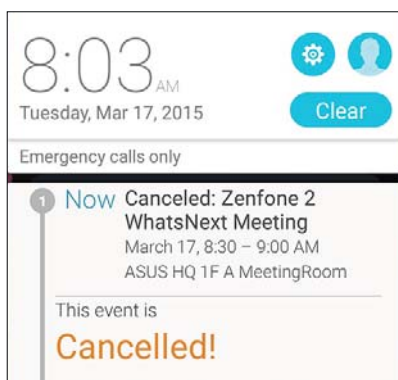 8:03 AM
Tuesday, Mar 17, 2015
Clear
Emergency calls only
1 Now Canceled: Zenfone 2
WhatsNext Meeting
March 17, 8:30 – 9:00 AM
ASUS HQ 1F A MeetingRoom
This event is
Cancelled!